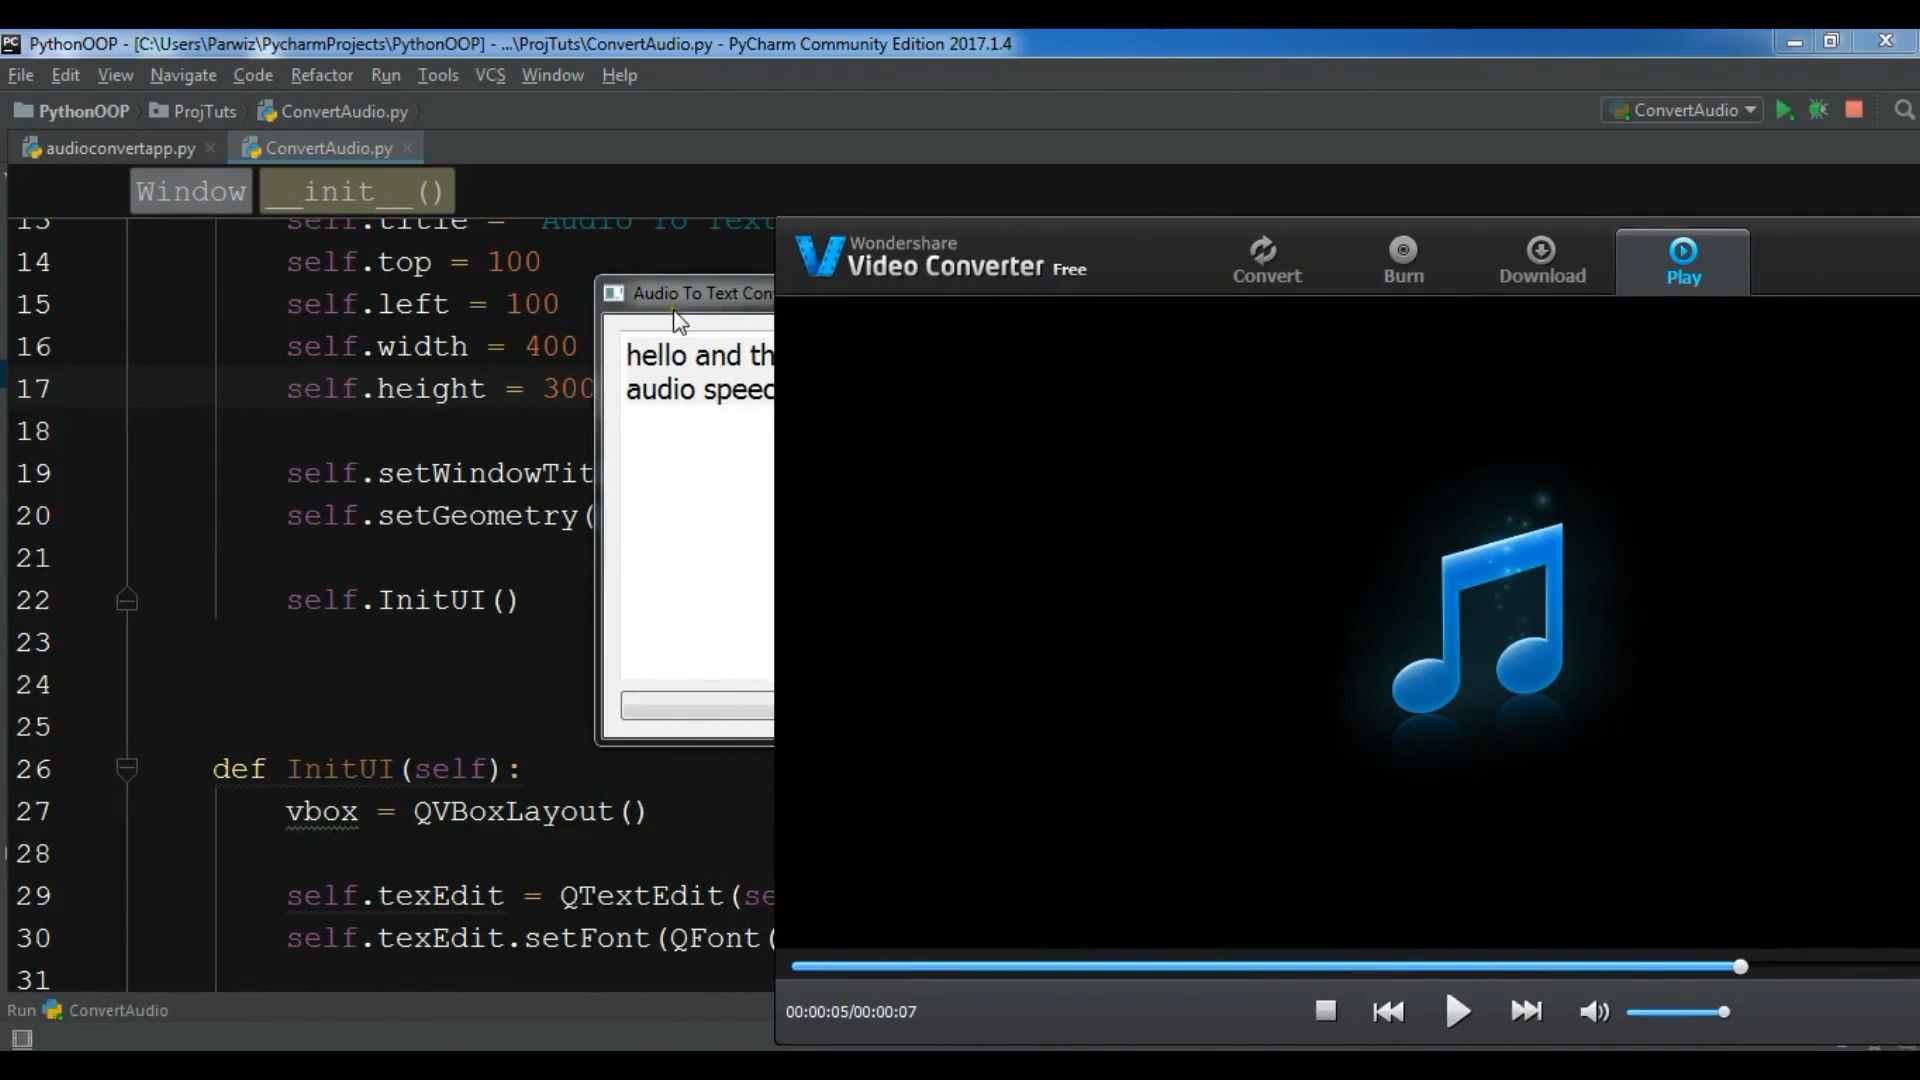 PythonOOP - [C:\Users\Parwiz\PycharmProjects\PythonOOP] - ...\ProjTuts\ConvertAudio.py - PyCharm Community Edition 2017.1.4
File Edit View Navigate Code Refactor Run Tools VCS Window Help
PythonOOP ProjTuts ConvertAudio.py
ConvertAudio
audioconvertapp.py ConvertAudio.py
Window __init__()
13 self.title = Audio To Text
14 self.top = 100
15 self.left = 100
16 self.width = 400
17 self.height = 300
18
19 self.setWindowTit
20 self.setGeometry(
21
22 self.InitUI()
23
24
25
26 def InitUI(self):
27 vbox = QVBoxLayout()
28
29 self.texEdit = QTextEdit(se
30 self.texEdit.setFont(QFont(
31
Run ConvertAudio
Audio To Text Con
hello and th
audio speec
Wondershare
Video Converter Free
Convert Burn Download Play
00:00:05/00:00:07